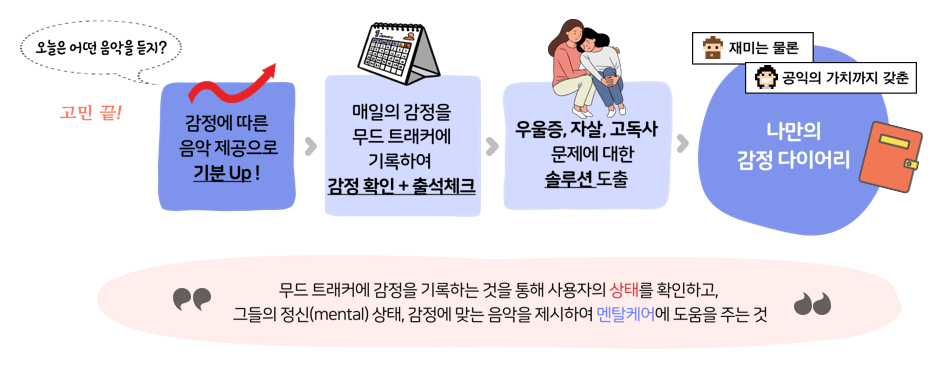 오늘은 어떤 음악을 듣지?
고민 끝!
감정에 따른
음악 제공으로
기분 Up !
매일의 감정을
무드 트래커에
기록하여
감정 확인 + 출석체크
우울증, 자살, 고독사
문제에 대한
솔루션 도출
재미는 물론
공익의 가치까지 갖춘
나만의
감정 다이어리
무드 트래커에 감정을 기록하는 것을 통해 사용자의 상태를 확인하고,
그들의 정신(mental) 상태, 감정에 맞는 음악을 제시하여 멘탈케어에 도움을 주는 것